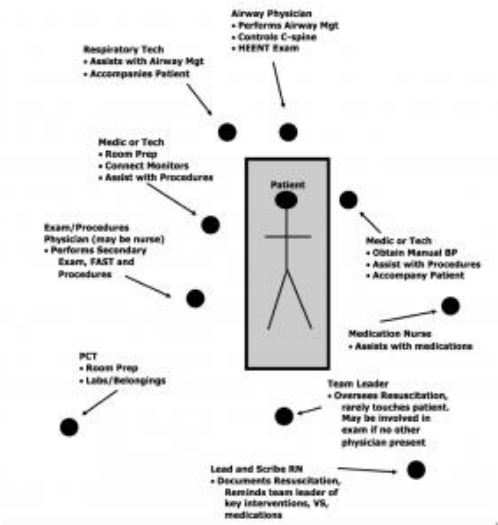 Airway Physician
• Performs Airway Mgt
• Controls C-spine
• HEENT Exam
Respiratory Tech
• Assists with Airway Mgt
• Accompanies Patient
Medic or Tech
• Room Prep
• Connect Monitors
• Assist with Procedures
Patient
Exam/Procedures
Physician (may be nurse)
• Performs Secondary
Exam, FAST and
Procedures
Medic or Tech
• Obtain Manual BP
• Assist with Procedures
• Accompany Patient
Medication Nurse
• Assists with medications
PCT
• Room Prep
• Labs/Belongings
Team Leader
• Oversees Resuscitation,
rarely touches patient.
May be involved in
exam if no other
physician present
Lead and Scribe RN
• Documents Resuscitation,
Reminds team leader of
key interventions, VS,
medications